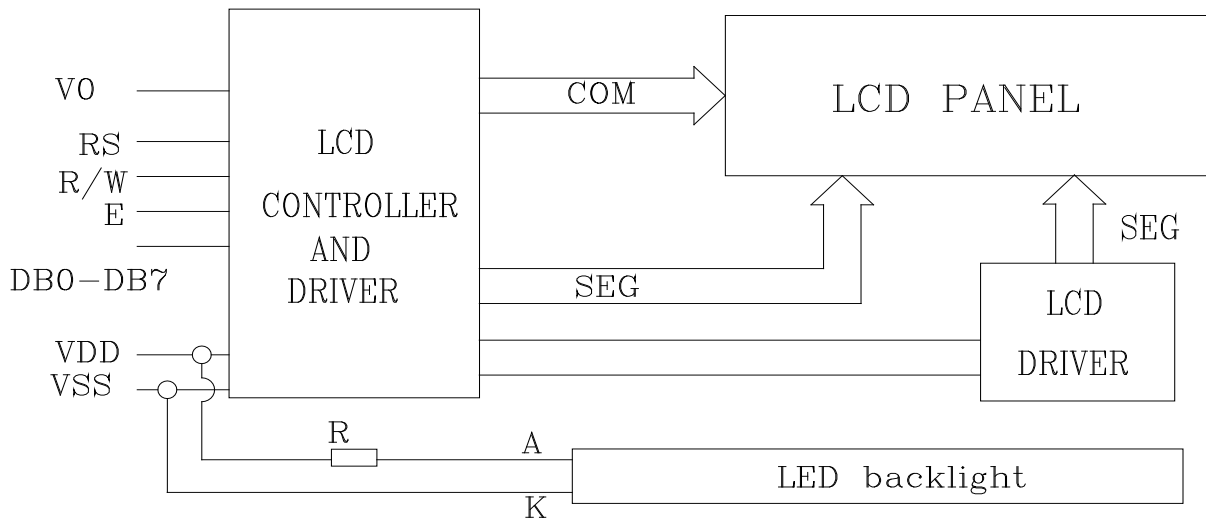 V0
RS
R/W
E
DB0-DB7
VDD
VSS
LCD
CONTROLLER
AND
DRIVER
COM
SEG
LCD PANEL
SEG
LCD
DRIVER
R
A
K
LED backlight